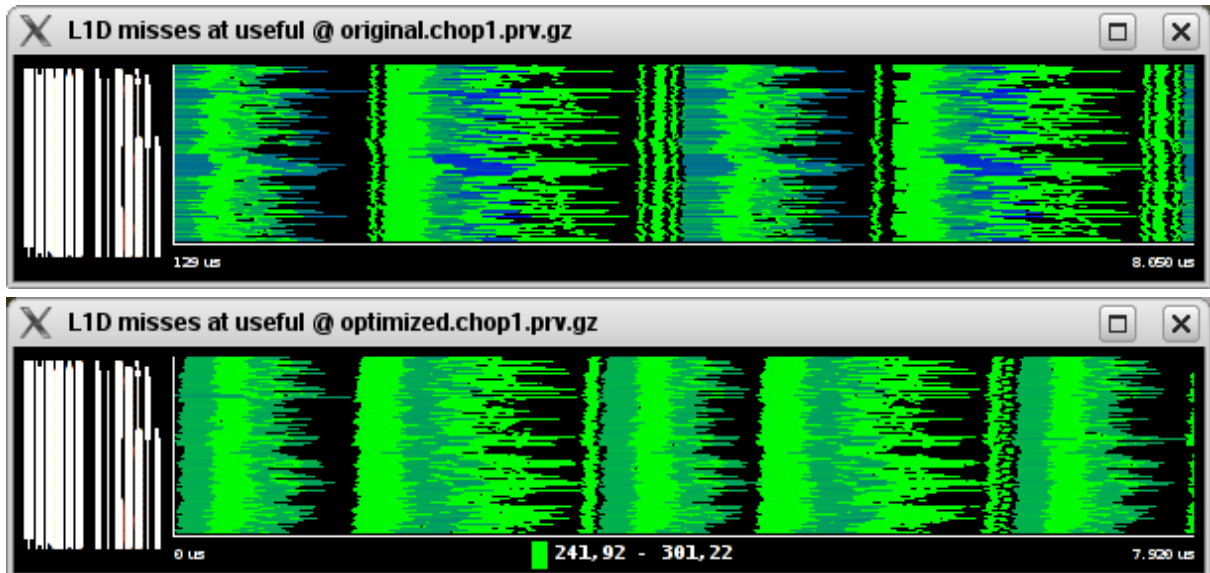 L1D misses at useful @ original.chop1.prv.gz
129 us 8.050 us
L1D misses at useful @ optimized.chop1.prv.gz
0 us 241,92 - 301,22 7.920 us